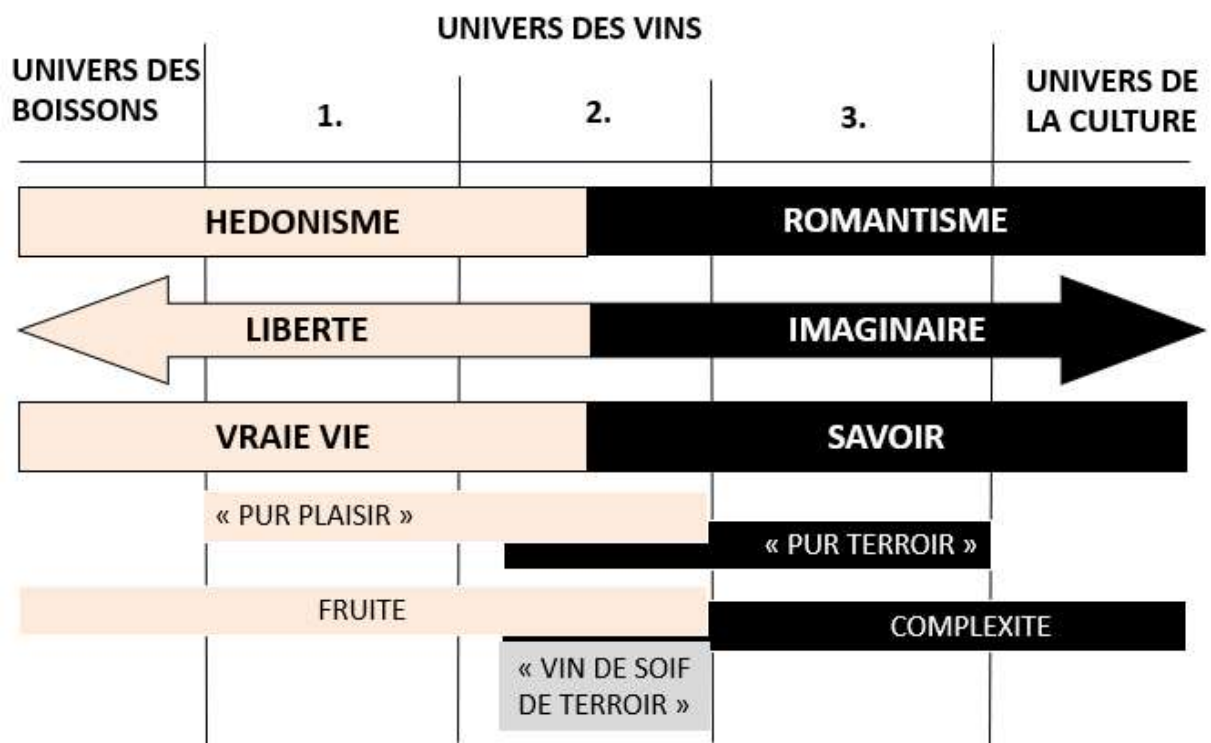 UNIVERS DES VINS
UNIVERS DES
BOISSONS
1.
2.
3.
UNIVERS DE
LA CULTURE
HEDONISME
ROMANTISME
LIBERTE
IMAGINAIRE
VRAIE VIE
SAVOIR
« PUR PLAISIR »
« PUR TERROIR »
FRUITE
COMPLEXITE
« VIN DE SOIF
DE TERROIR »